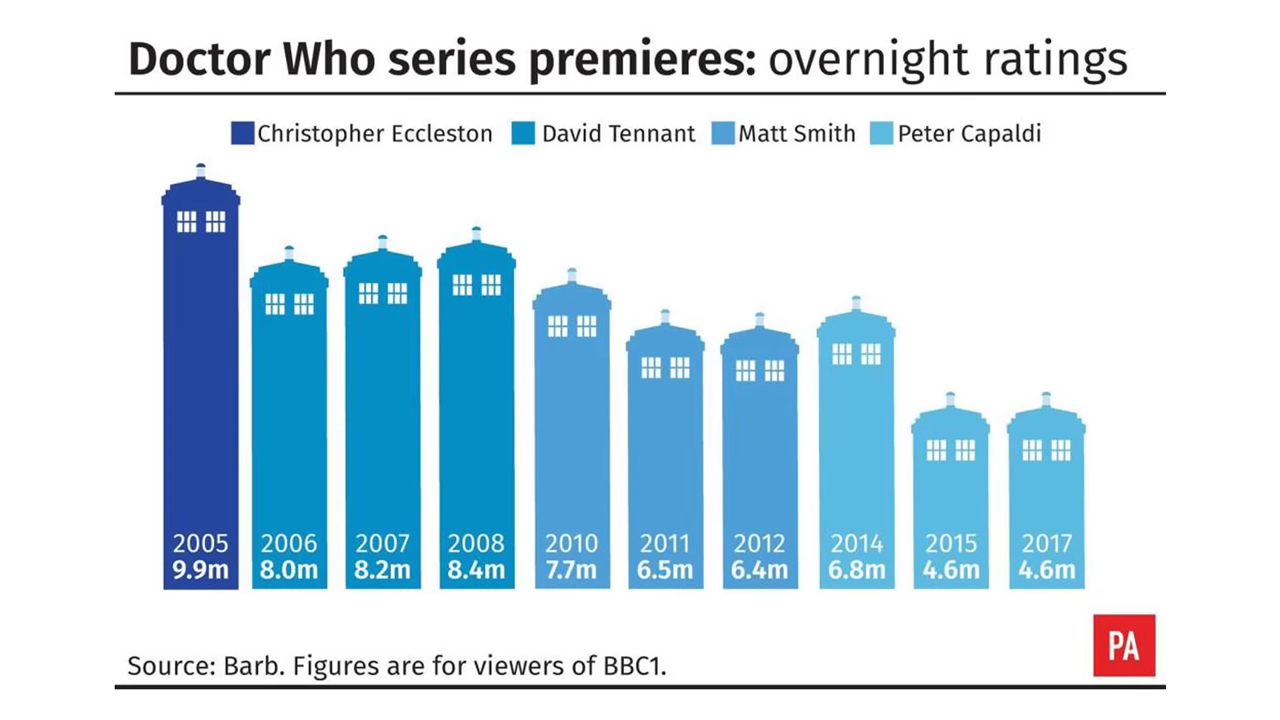 Doctor Who series premieres: overnight ratings
Christopher Eccleston David Tennant Matt Smith Peter Capaldi
2005 2006 2007 2008 2010 2011 2012 2014 2015 2017
9.9m 8.0m 8.2m 8.4m 7.7m 6.5m 6.4m 6.8m 4.6m 4.6m
PA
Source: Barb. Figures are for viewers of BBC1.